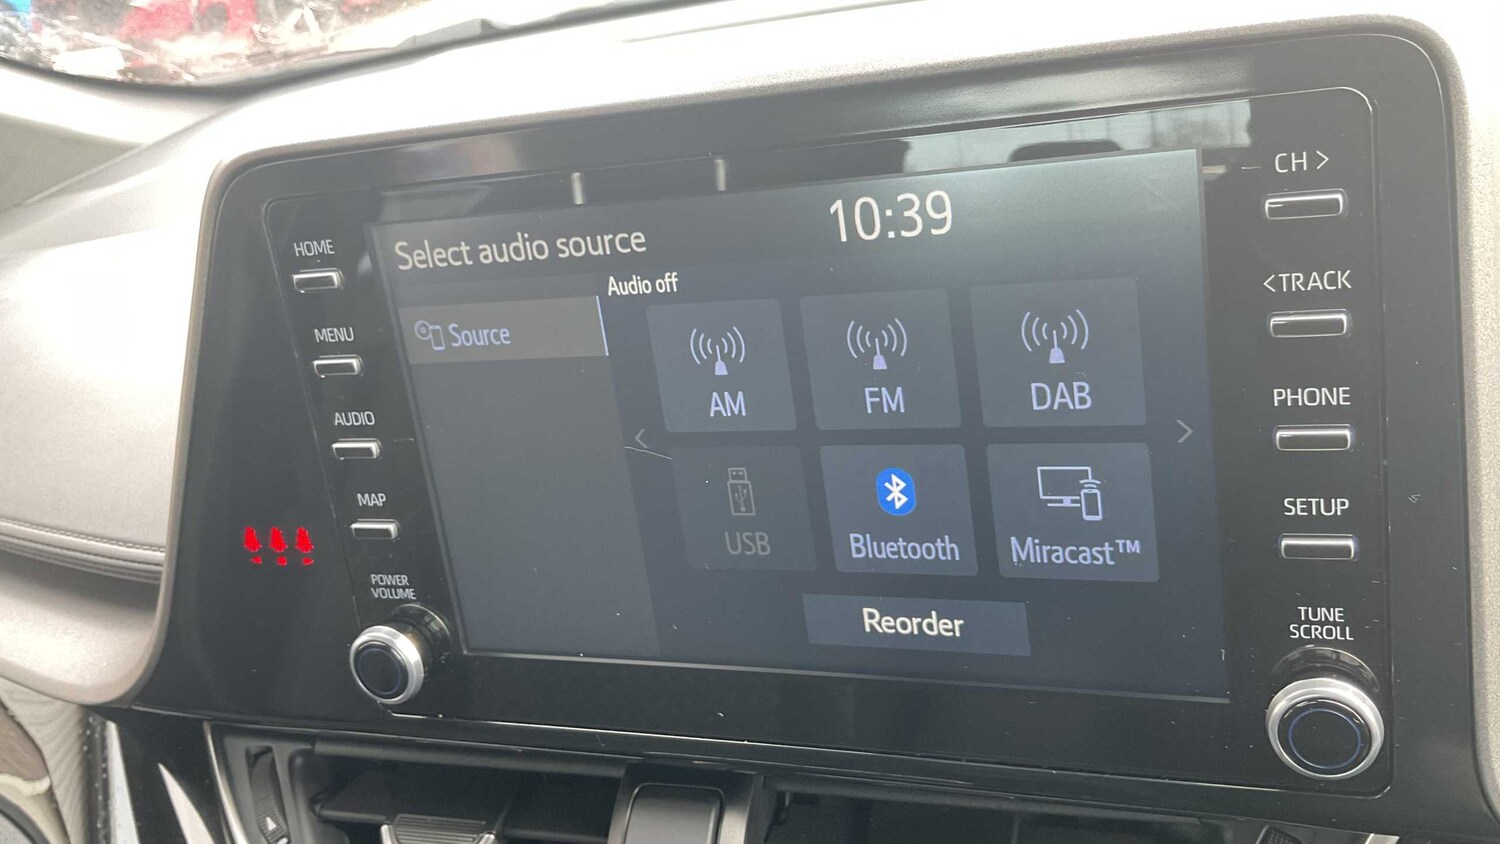 HOME
MENU
AUDIO
MAP
POWER
VOLUME
Select audio source
10:39
Audio off
Source
AM
FM
DAB
USB
Bluetooth
Miracast™
Reorder
CH >
<TRACK
PHONE
SETUP
TUNE
SCROLL